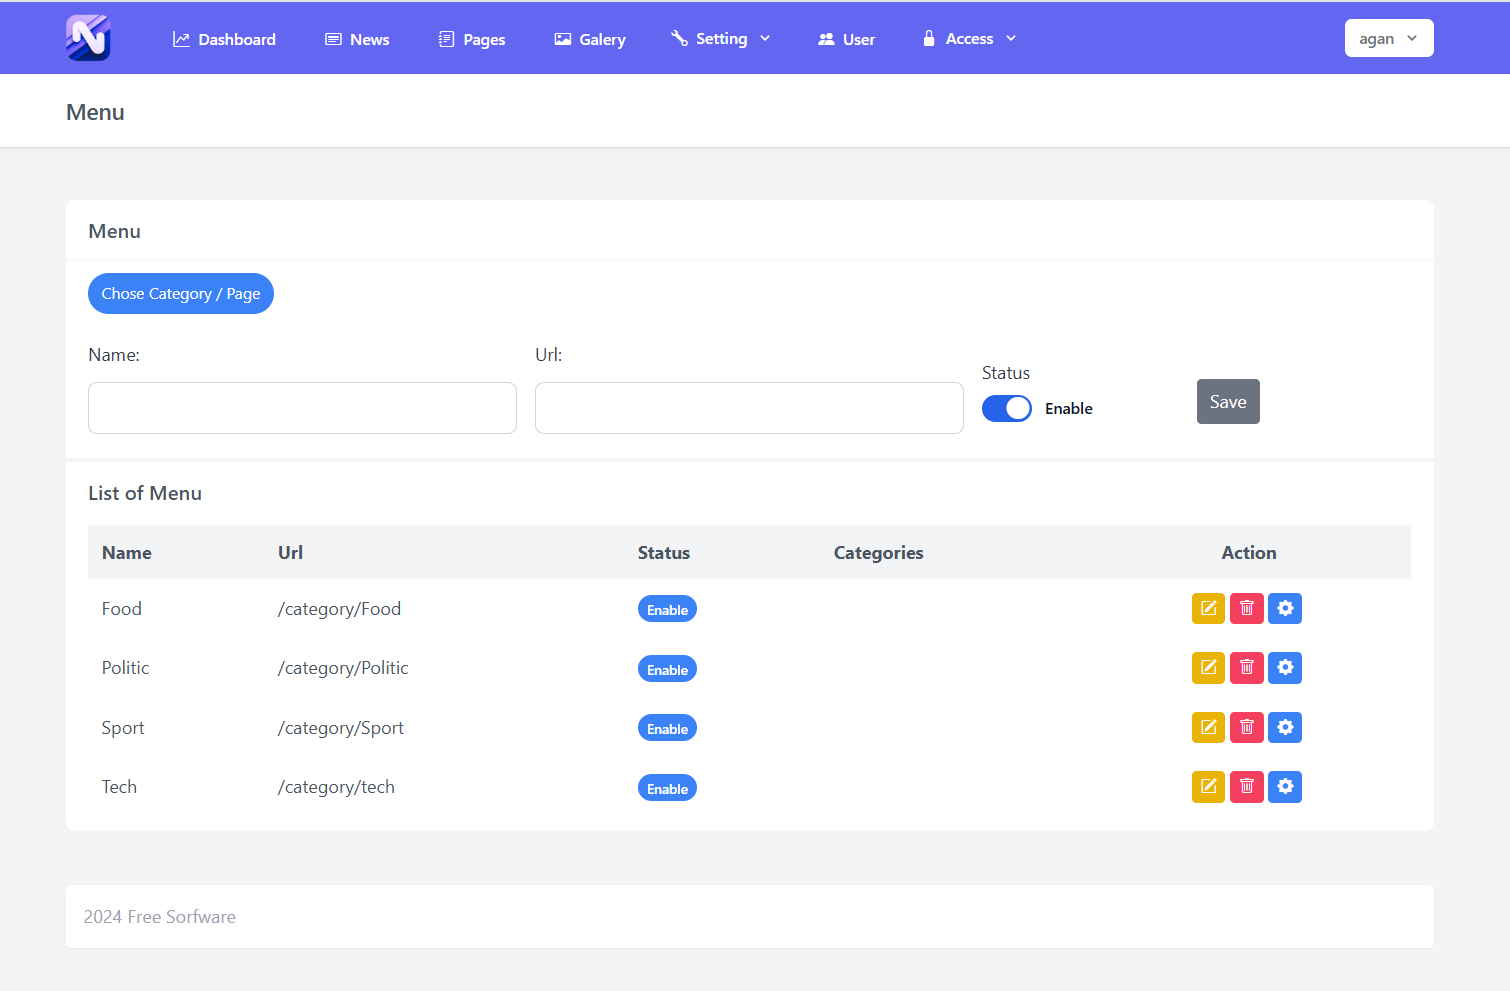 Dashboard News Pages Galery Setting User Access agan
Menu
Menu
Chose Category / Page
Name: Url:
Status
Enable
Save
List of Menu
Name Url Status Categories Action
Food /category/Food Enable
Politic /category/Politic Enable
Sport /category/Sport Enable
Tech /category/tech Enable
2024 Free Sorfware